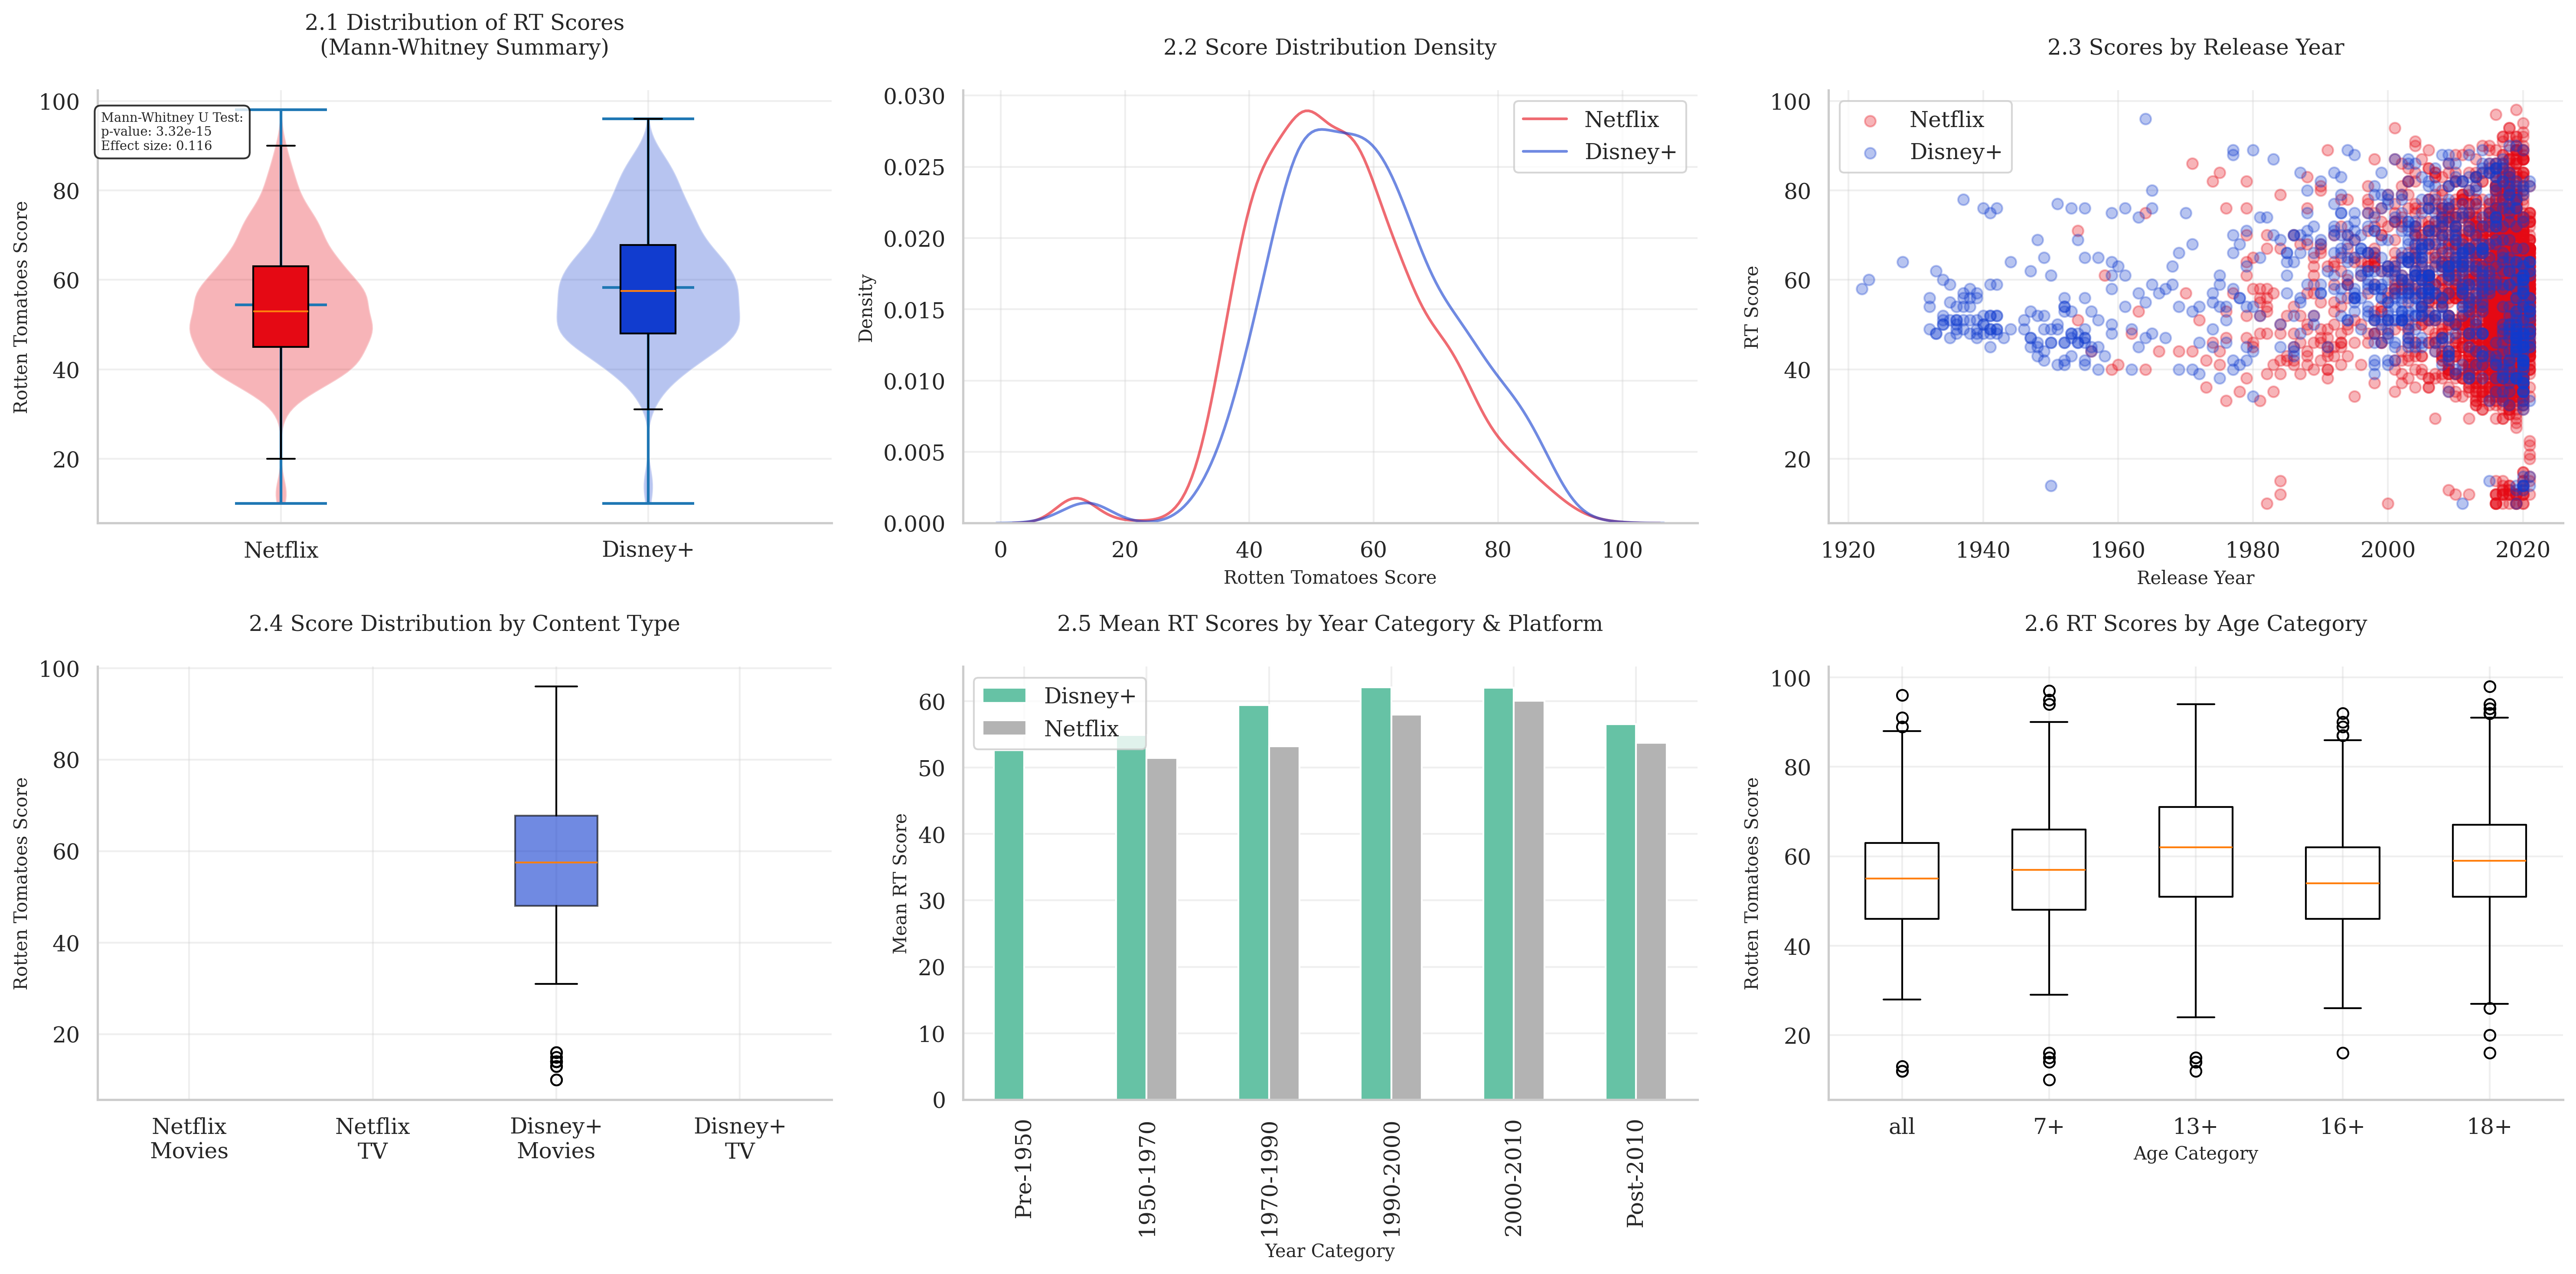 2.1 Distribution of RT Scores
(Mann-Whitney Summary)
Rotten Tomatoes Score
100
80
60
40
20
Mann-Whitney U Test:
p-value: 3.32e-15
Effect size: 0.116
Netflix
Disney+
2.2 Score Distribution Density
Density
0.030
0.025
0.020
0.015
0.010
0.005
0.000
Netflix
Disney+
0
20
40
60
80
100
Rotten Tomatoes Score
2.3 Scores by Release Year
RT Score
100
80
60
40
20
Netflix
Disney+
1920
1940
1960
1980
2000
2020
Release Year
2.4 Score Distribution by Content Type
Rotten Tomatoes Score
100
80
60
40
20
Netflix
Movies
Netflix
TV
Disney+
Movies
Disney+
TV
2.5 Mean RT Scores by Year Category & Platform
Mean RT Score
60
50
40
30
20
10
0
Disney+
Netflix
Pre-1950
1950-1970
1970-1990
1990-2000
2000-2010
Post-2010
Year Category
2.6 RT Scores by Age Category
Rotten Tomatoes Score
100
80
60
40
20
all
7+
13+
16+
18+
Age Category